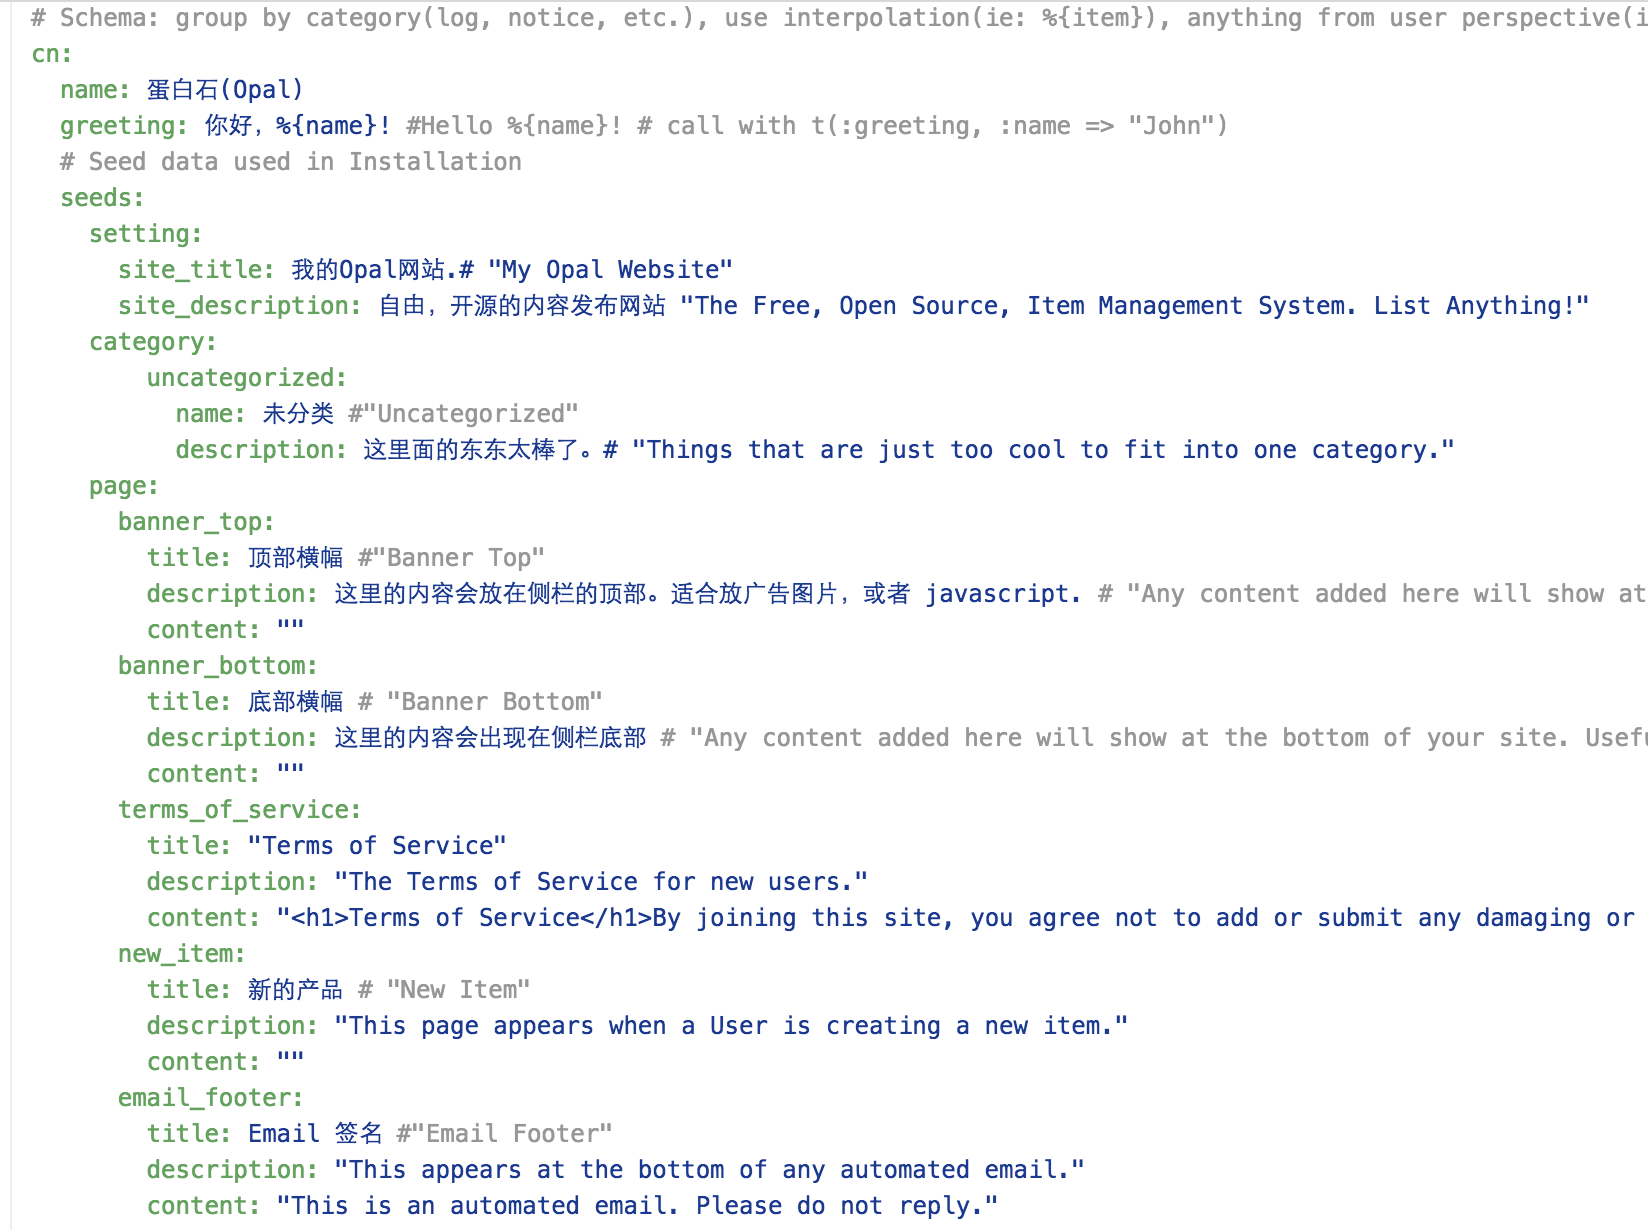 # Schema: group by category(log, notice, etc.), use interpolation(ie: %{item}), anything from user perspective(i
cn:
  name: 蛋白石(Opal)
  greeting: 你好，%{name}! #Hello %{name}! # call with t(:greeting, :name => "John")
  # Seed data used in Installation
  seeds:
    setting:
      site_title: 我的Opal网站.# "My Opal Website"
      site_description: 自由，开源的内容发布网站 "The Free, Open Source, Item Management System. List Anything!"
    category:
        uncategorized:
          name: 未分类 #"Uncategorized"
          description: 这里面的东东太棒了。# "Things that are just too cool to fit into one category."
    page:
      banner_top:
        title: 顶部横幅 #"Banner Top"
        description: 这里的内容会放在侧栏的顶部。适合放广告图片，或者 javascript. # "Any content added here will show at
        content: ""
      banner_bottom:
        title: 底部横幅 # "Banner Bottom"
        description: 这里的内容会出现在侧栏底部 # "Any content added here will show at the bottom of your site. Usefu
        content: ""
      terms_of_service:
        title: "Terms of Service"
        description: "The Terms of Service for new users."
        content: "<h1>Terms of Service</h1>By joining this site, you agree not to add or submit any damaging or
      new_item:
        title: 新的产品 # "New Item"
        description: "This page appears when a User is creating a new item."
        content: ""
      email_footer:
        title: Email 签名 #"Email Footer"
        description: "This appears at the bottom of any automated email."
        content: "This is an automated email. Please do not reply."